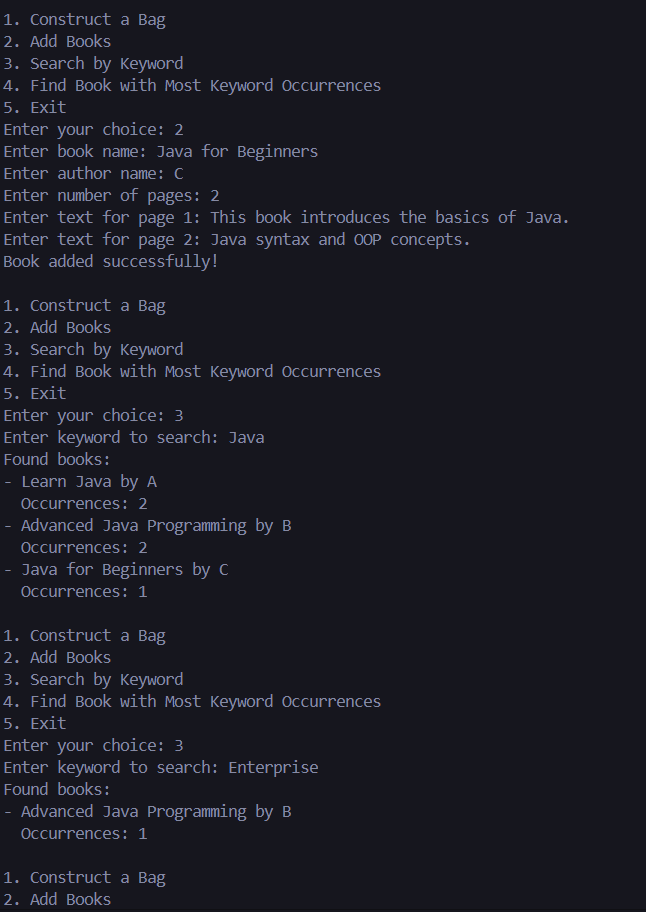 1. Construct a Bag
2. Add Books
3. Search by Keyword
4. Find Book with Most Keyword Occurrences
5. Exit
Enter your choice: 2
Enter book name: Java for Beginners
Enter author name: C
Enter number of pages: 2
Enter text for page 1: This book introduces the basics of Java.
Enter text for page 2: Java syntax and OOP concepts.
Book added successfully!

1. Construct a Bag
2. Add Books
3. Search by Keyword
4. Find Book with Most Keyword Occurrences
5. Exit
Enter your choice: 3
Enter keyword to search: Java
Found books:
- Learn Java by A
  Occurrences: 2
- Advanced Java Programming by B
  Occurrences: 2
- Java for Beginners by C
  Occurrences: 1

1. Construct a Bag
2. Add Books
3. Search by Keyword
4. Find Book with Most Keyword Occurrences
5. Exit
Enter your choice: 3
Enter keyword to search: Enterprise
Found books:
- Advanced Java Programming by B
  Occurrences: 1

1. Construct a Bag
2. Add Books